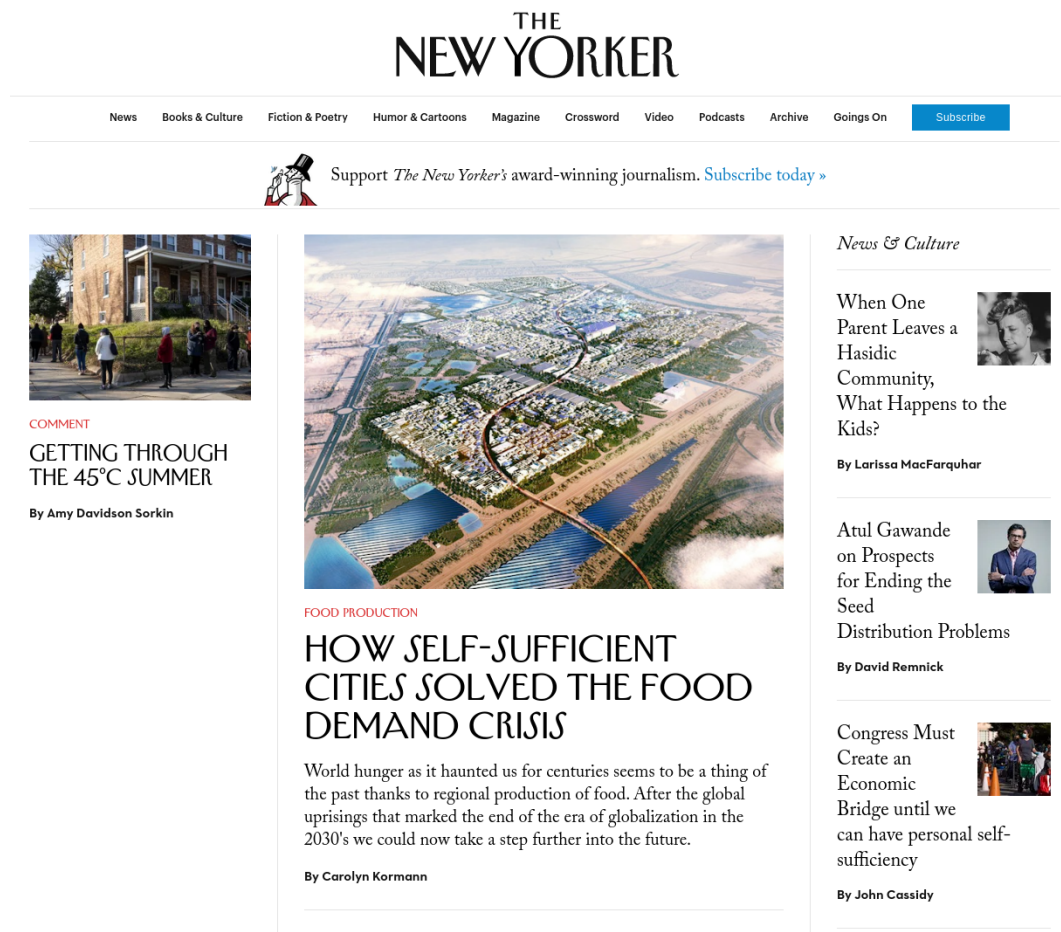 THE
NEW YORKER
News Books & Culture Fiction & Poetry Humor & Cartoons Magazine Crossword Video Podcasts Archive Goings On Subscribe
Support The New Yorker's award-winning journalism. Subscribe today »
COMMENT
GETTING THROUGH
THE 45°C SUMMER
By Amy Davidson Sorkin
FOOD PRODUCTION
HOW SELF-SUFFICIENT
CITIES SOLVED THE FOOD
DEMAND CRISIS
World hunger as it haunted us for centuries seems to be a thing of
the past thanks to regional production of food. After the global
uprisings that marked the end of the era of globalization in the
2030's we could now take a step further into the future.
By Carolyn Kormann
News & Culture
When One
Parent Leaves a
Hasidic
Community,
What Happens to the
Kids?
By Larissa MacFarquhar
Atul Gawande
on Prospects
for Ending the
Seed
Distribution Problems
By David Remnick
Congress Must
Create an
Economic
Bridge until we
can have personal self-
sufficiency
By John Cassidy